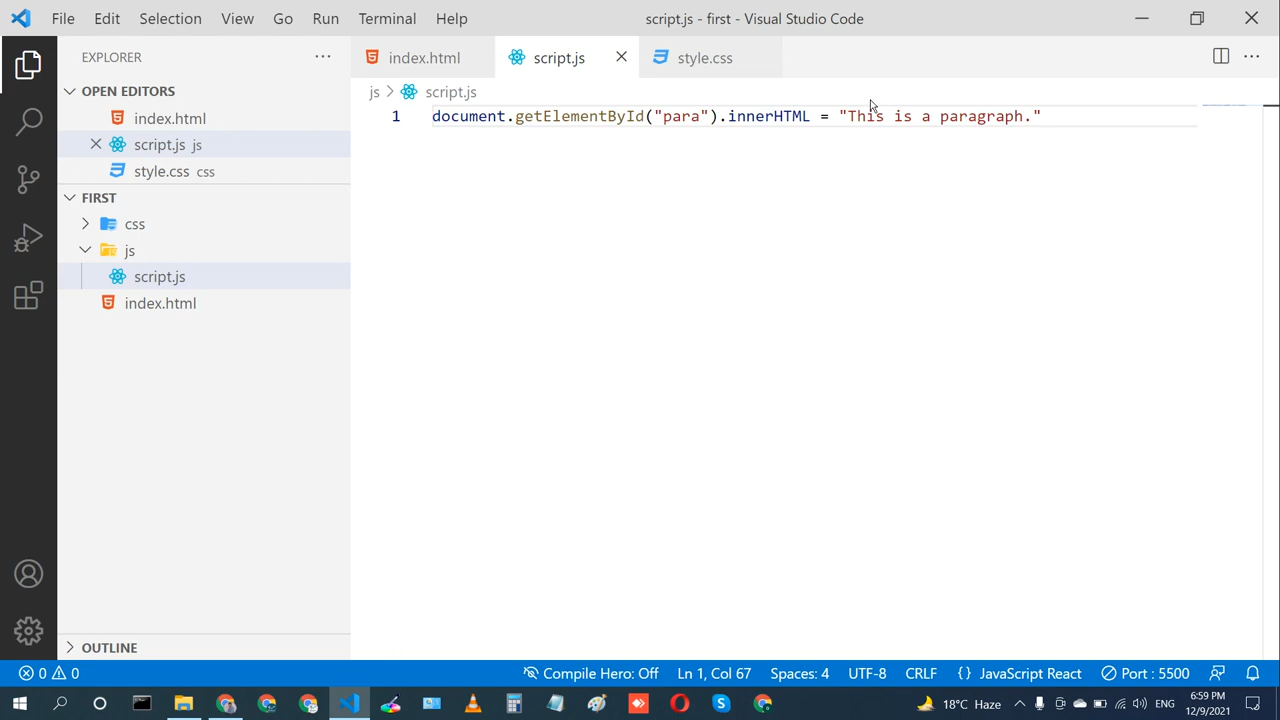 File Edit Selection View Go Run Terminal Help script.js - first - Visual Studio Code
EXPLORER
index.html script.js style.css
OPEN EDITORS
js script.js
index.html
1 document.getElementById("para").innerHTML = "This is a paragraph."
script.js js
style.css css
FIRST
css
js
script.js
index.html
OUTLINE
0 0 Compile Hero: Off Ln 1, Col 67 Spaces: 4 UTF-8 CRLF {} JavaScript React Port : 5500
18°C Haze ENG 6:59 PM
12/9/2021